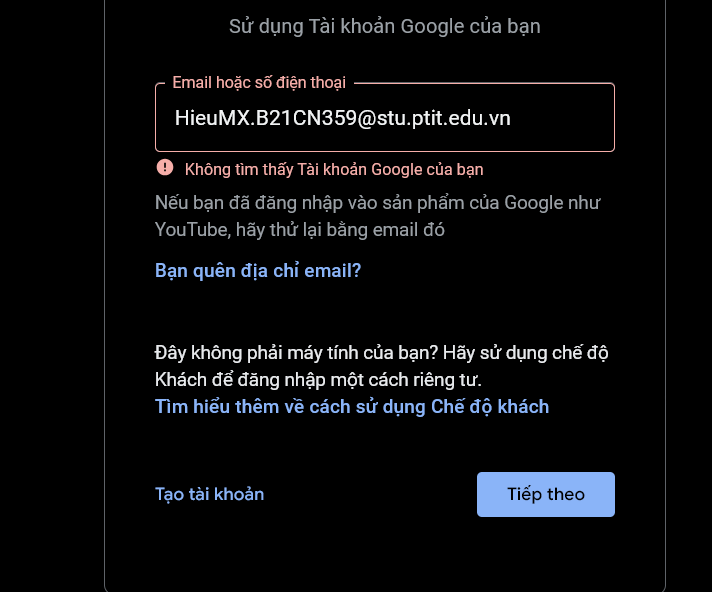 Sử dụng Tài khoản Google của bạn
Email hoặc số điện thoại
HieuMX.B21CN359@stu.ptit.edu.vn
Không tìm thấy Tài khoản Google của bạn
Nếu bạn đã đăng nhập vào sản phẩm của Google như
YouTube, hãy thử lại bằng email đó
Bạn quên địa chỉ email?
Đây không phải máy tính của bạn? Hãy sử dụng chế độ
Khách để đăng nhập một cách riêng tư.
Tìm hiểu thêm về cách sử dụng Chế độ khách
Tạo tài khoản
Tiếp theo